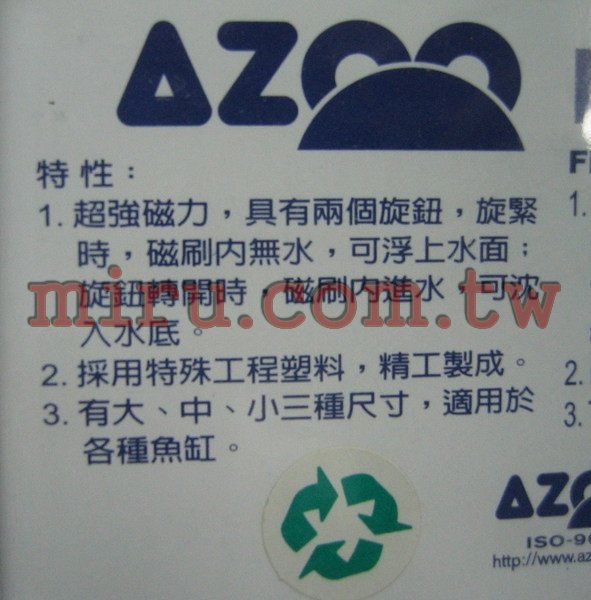 AZOO
特性：
1. 超強磁力，具有兩個旋鈕，旋緊
時，磁刷內無水，可浮上水面；
旋鈕轉開時，磁刷內進水，可沈
入水底。
2. 採用特殊工程塑料，精工製成。
3. 有大、中、小三種尺寸，適用於
各種魚缸。
miru.com.tw
1.
2.
3.
AZ
ISO-9
http://www.az